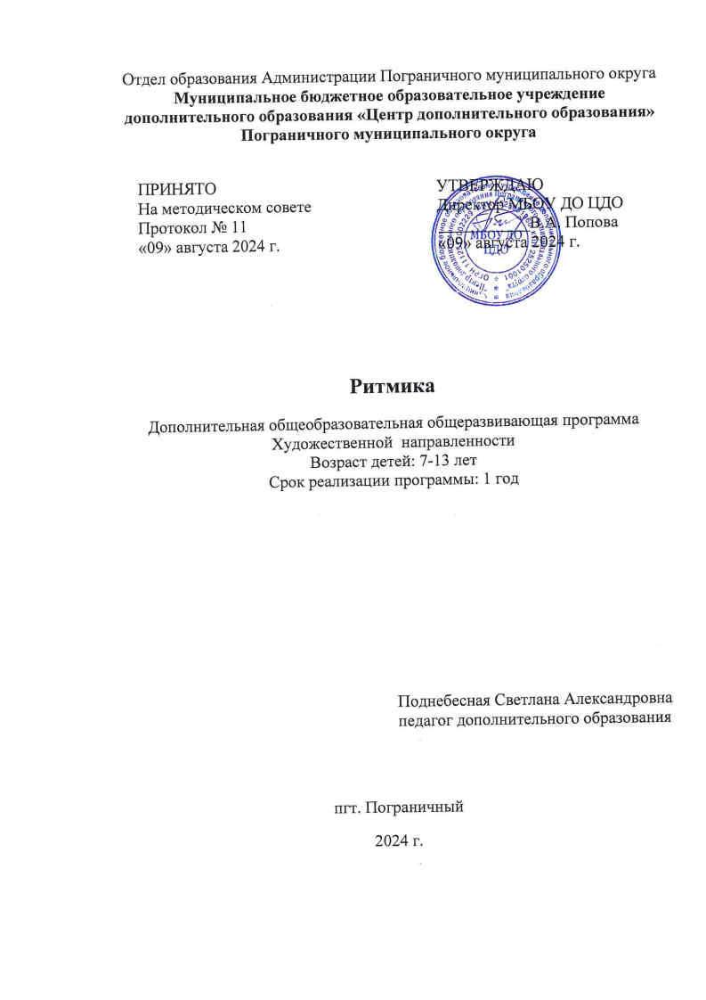 Отдел образования Администрации Пограничного муниципального округа
Муниципальное бюджетное образовательное учреждение
дополнительного образования «Центр дополнительного образования»
Пограничного муниципального округа
ПРИНЯТО
На методическом совете
Протокол № 11
«09» августа 2024 г.
УТВЕРЖДАЮ
Директор МБОУ ДО ЦДО
В.А. Попова
«09» августа 2024 г.
МБОУ ДО
ЦДО
Ритмика
Дополнительная общеобразовательная общеразвивающая программа
Художественной направленности
Возраст детей: 7-13 лет
Срок реализации программы: 1 год
Поднебесная Светлана Александровна
педагог дополнительного образования
пгт. Пограничный
2024 г.